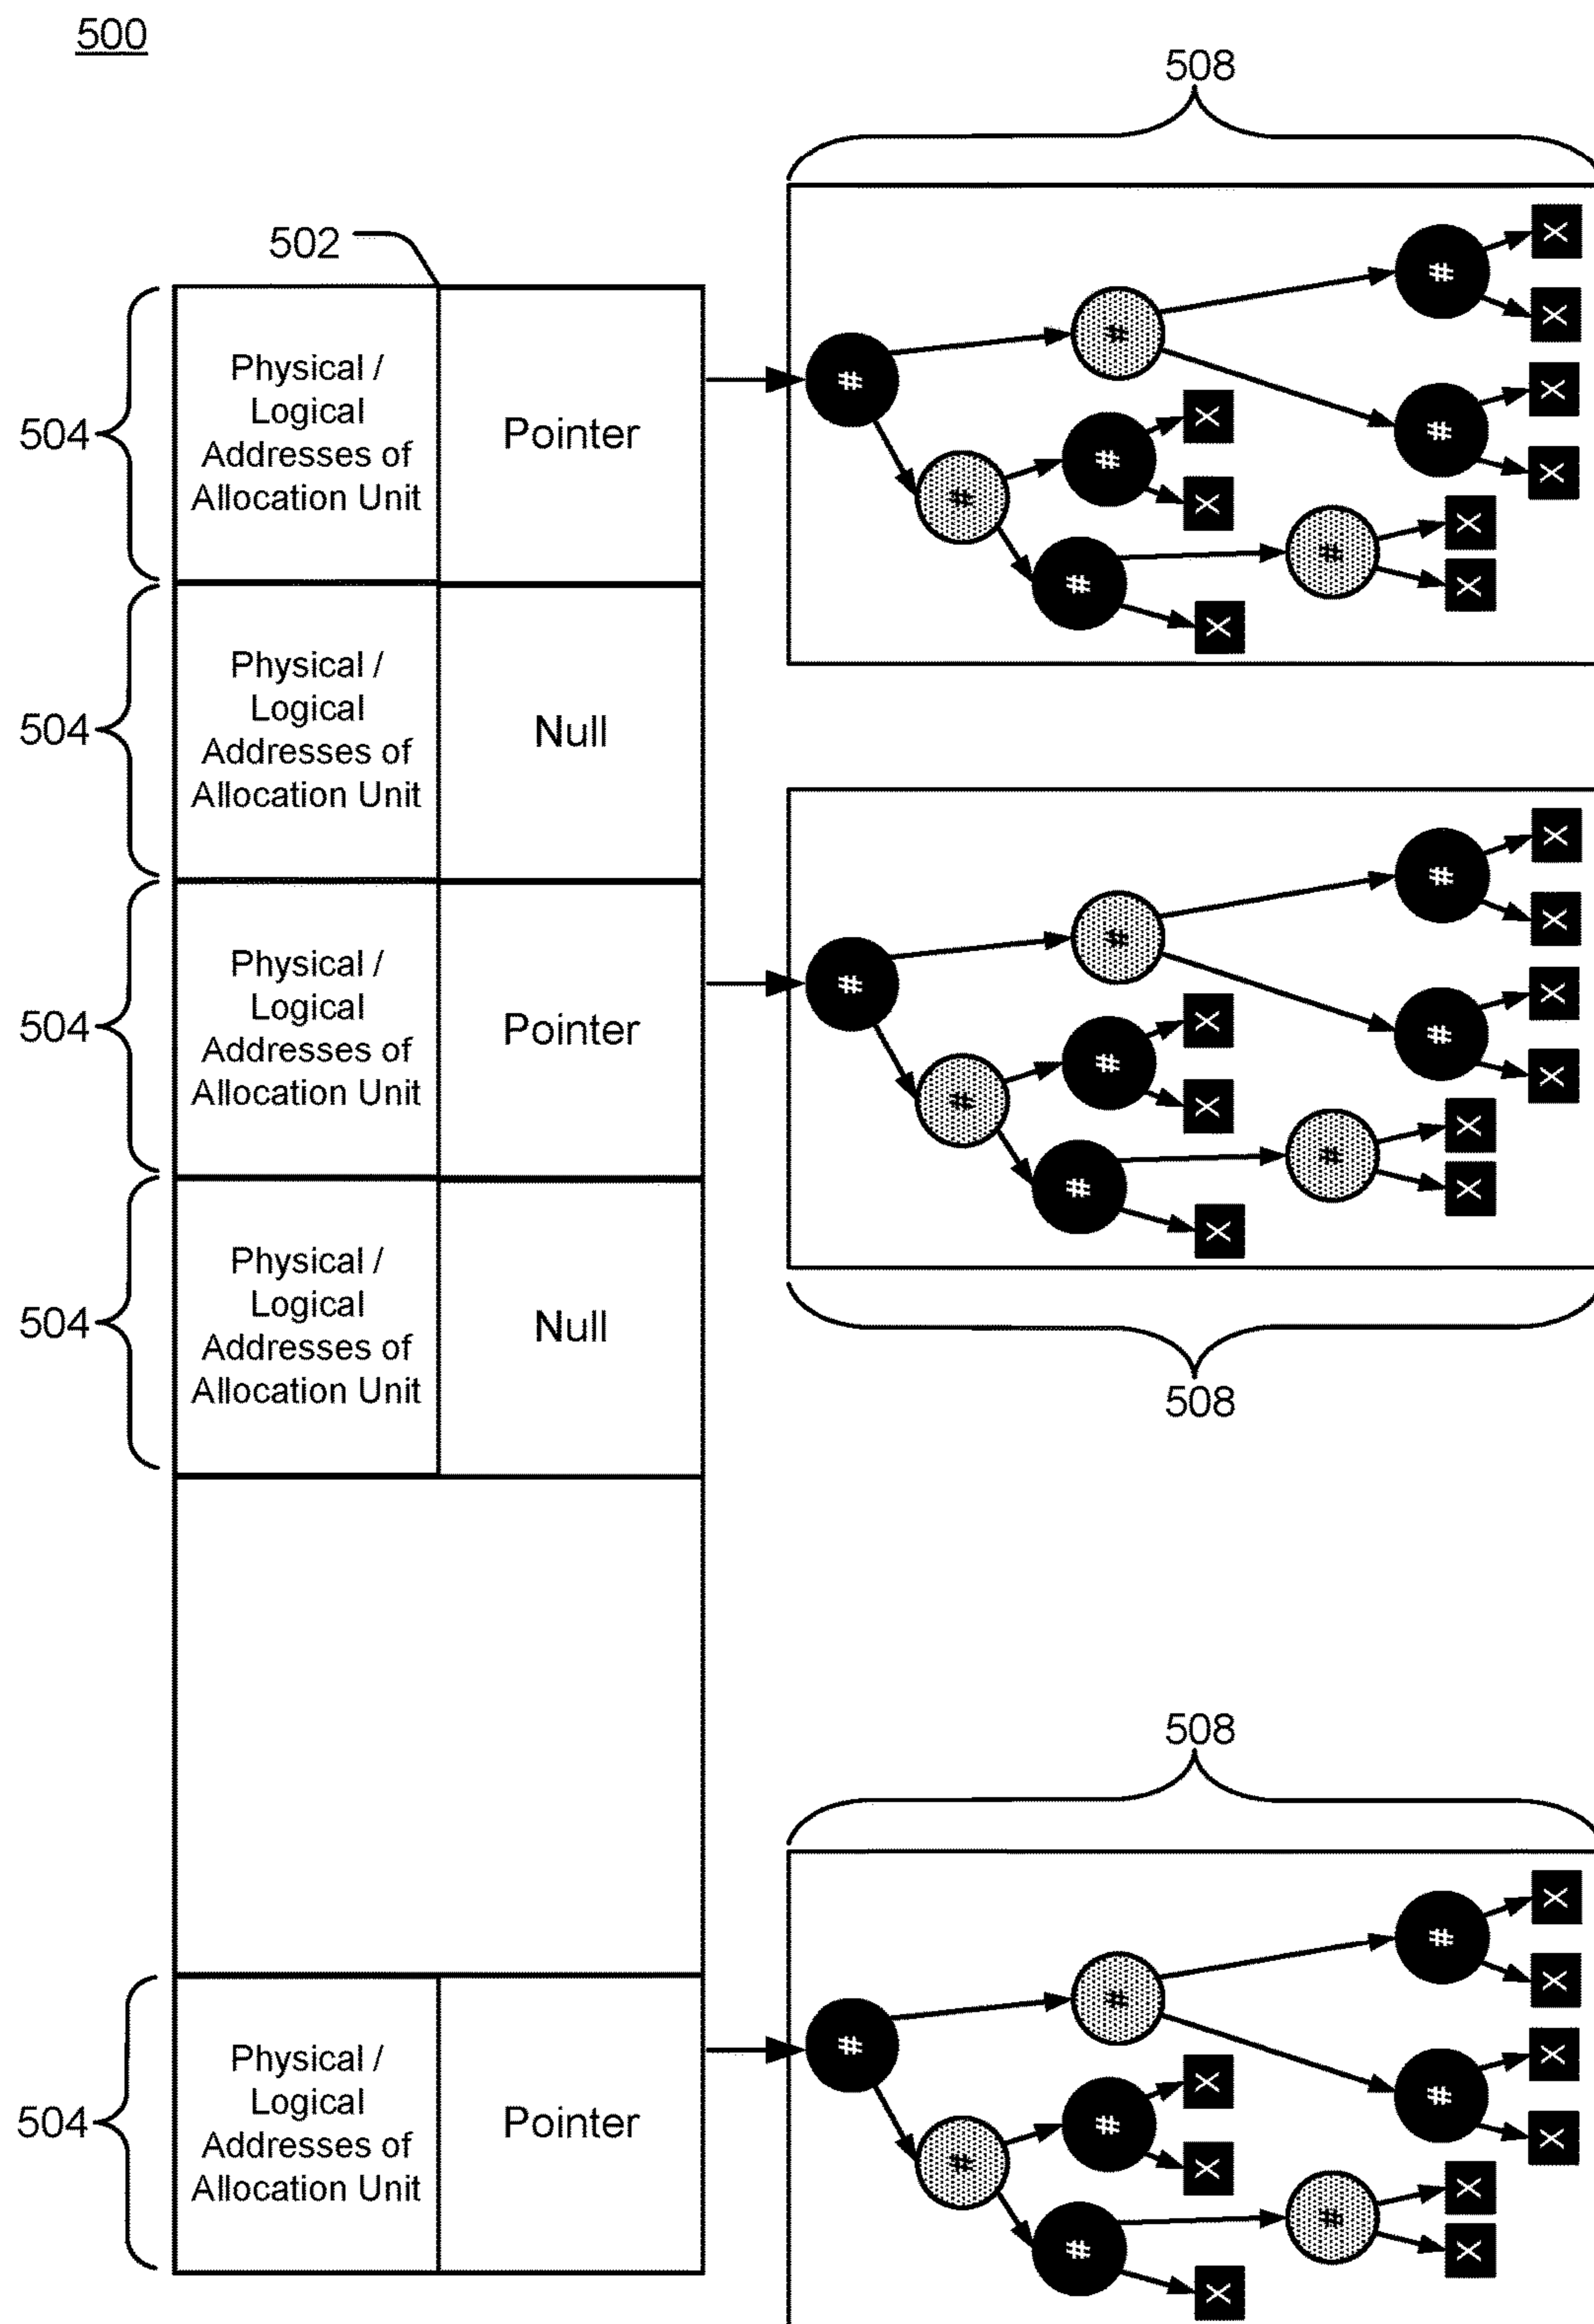 500
508
502
504
Physical /
Logical
Addresses of
Allocation Unit
Pointer
#
#
#
#
#
#
#
#
X
X
X
X
X
X
X
X
X
504
Physical /
Logical
Addresses of
Allocation Unit
Null
504
Physical /
Logical
Addresses of
Allocation Unit
Pointer
#
#
#
#
#
#
#
#
X
X
X
X
X
X
X
X
X
504
Physical /
Logical
Addresses of
Allocation Unit
Null
508
508
504
Physical /
Logical
Addresses of
Allocation Unit
Pointer
#
#
#
#
#
#
#
#
X
X
X
X
X
X
X
X
X